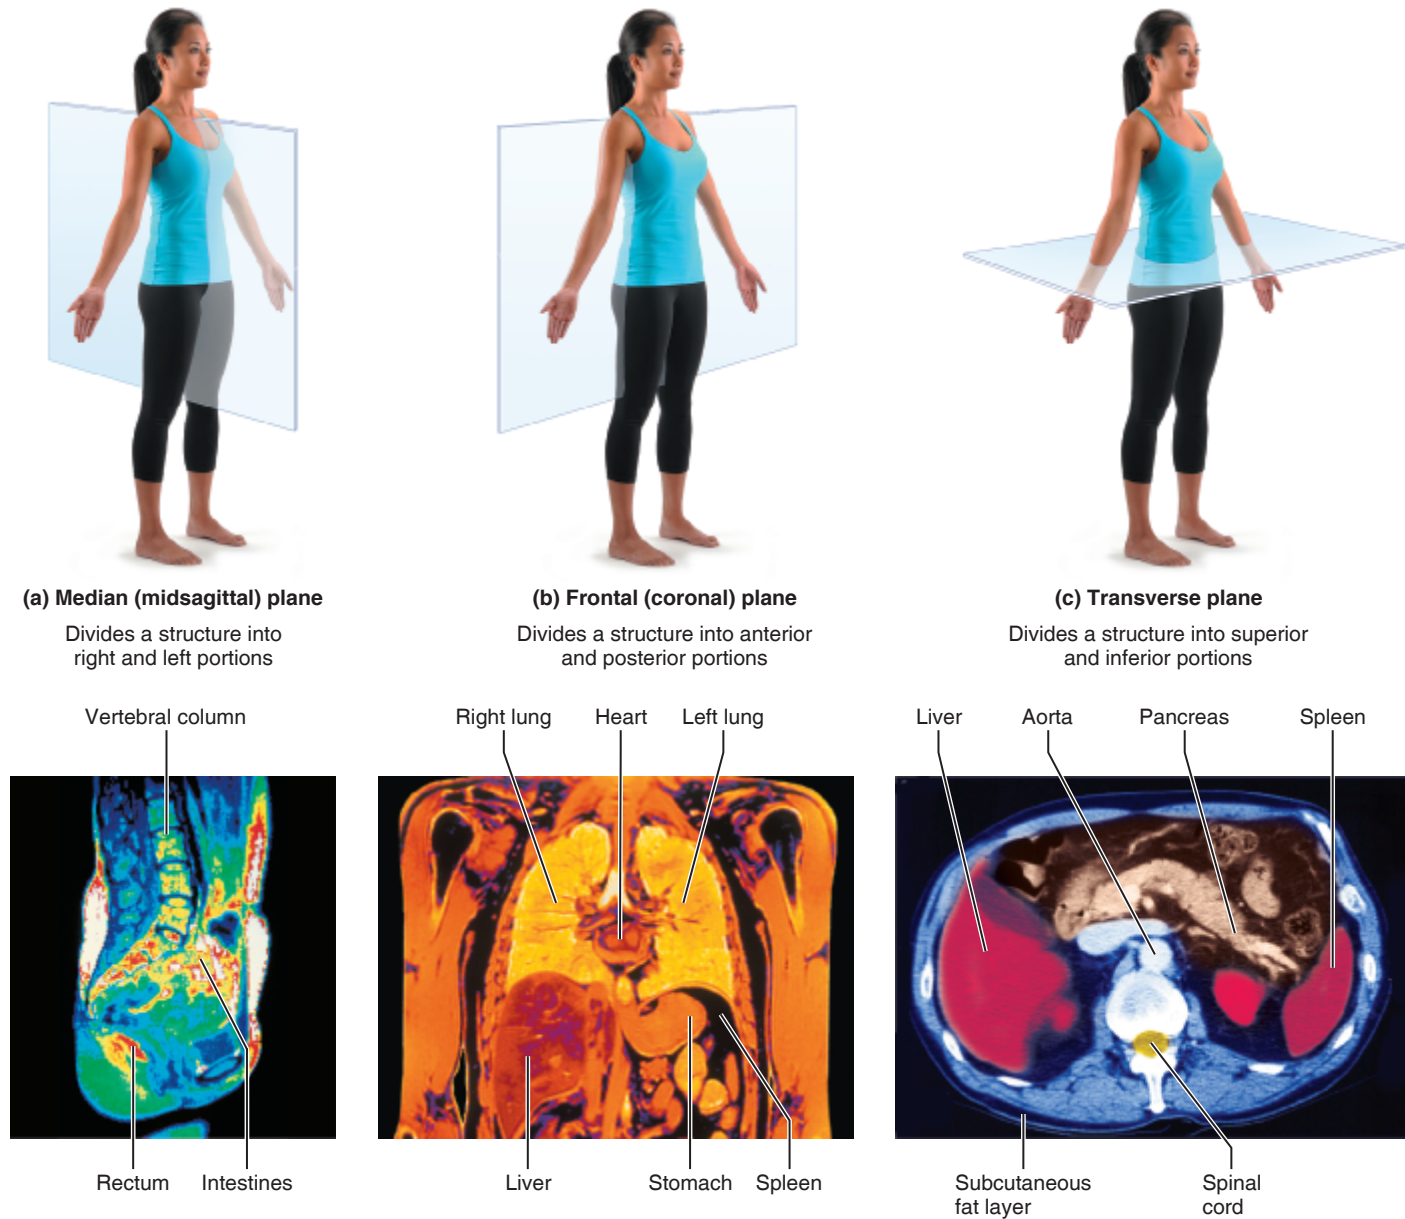 (a) Median (midsagittal) plane
Divides a structure into
right and left portions
(b) Frontal (coronal) plane
Divides a structure into anterior
and posterior portions
(c) Transverse plane
Divides a structure into superior
and inferior portions
Vertebral column
Rectum
Intestines
Right lung
Heart
Left lung
Liver
Stomach
Spleen
Liver
Aorta
Pancreas
Spleen
Subcutaneous
fat layer
Spinal
cord